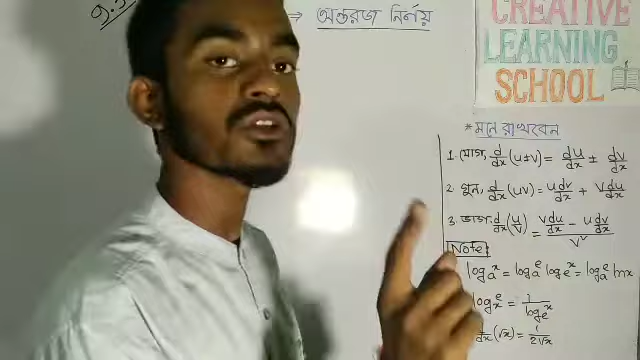 ৯.১
⇒ অন্তরজ নির্ণয়
CREATIVE
LEARNING
SCHOOL
*মনে রাখবেন
1. যোগ, d/dx (u±v) = du/dx ± dv/dx
2. গুন, d/dx (uv) = u dv/dx + v du/dx
3. ভাগ, d/dx (u/v) = (v du/dx - u dv/dx)/v²
Note:
logₐx = logₐe logₑx = logₐe lnx
logₓe = 1/logₑx
d/dx (√x) = 1/2√x